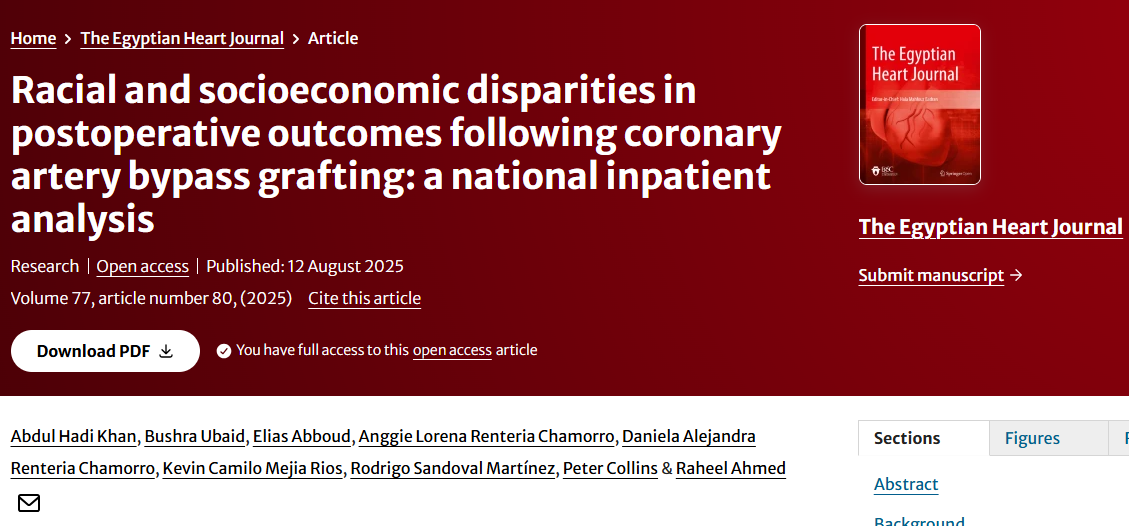 Home > The Egyptian Heart Journal > Article
Racial and socioeconomic disparities in
postoperative outcomes following coronary
artery bypass grafting: a national inpatient
analysis
Research | Open access | Published: 12 August 2025
Volume 77, article number 80, (2025) Cite this article
Download PDF
You have full access to this open access article
The Egyptian
Heart Journal
The Egyptian Heart Journal
Submit manuscript →
Abdul Hadi Khan, Bushra Ubaid, Elias Abboud, Anggie Lorena Renteria Chamorro, Daniela Alejandra
Renteria Chamorro, Kevin Camilo Mejia Rios, Rodrigo Sandoval Martínez, Peter Collins & Raheel Ahmed
Sections
Figures
Abstract
Background